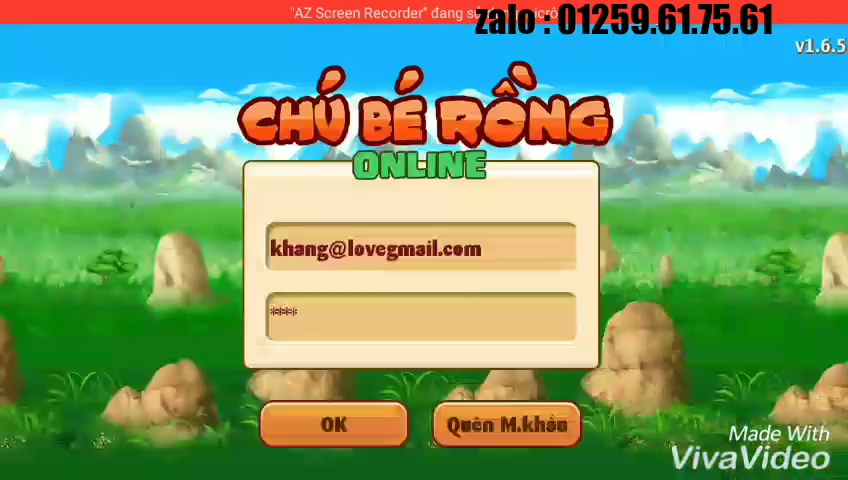 "AZ Screen Recorder" đang sử
zalo : 01259.61.75.61
v1.6.5
CHÚ BÉ RỒNG
ONLINE
khang@lovegmail.com
****
OK
Quên M.khẩu
Made With
VivaVideo